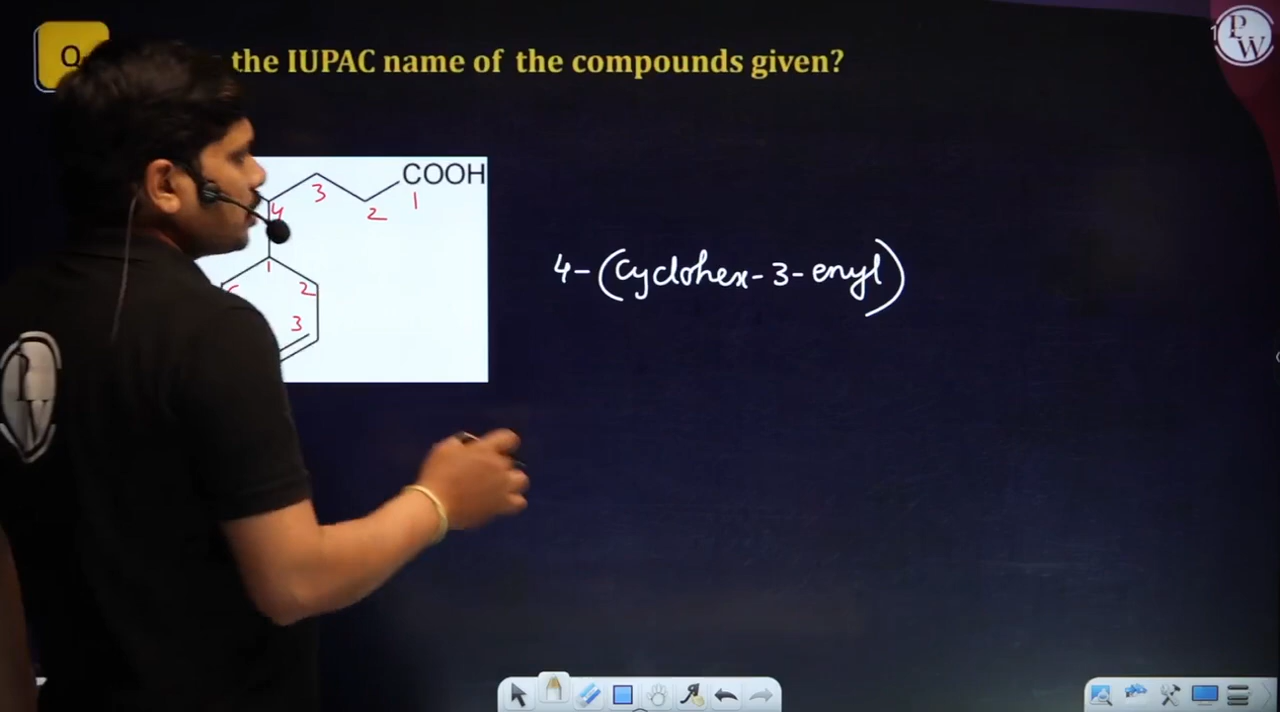 Q
the IUPAC name of the compounds given?
COOH
4 3 2 1
1
2
3
4-(cyclohex-3-enyl)
PW